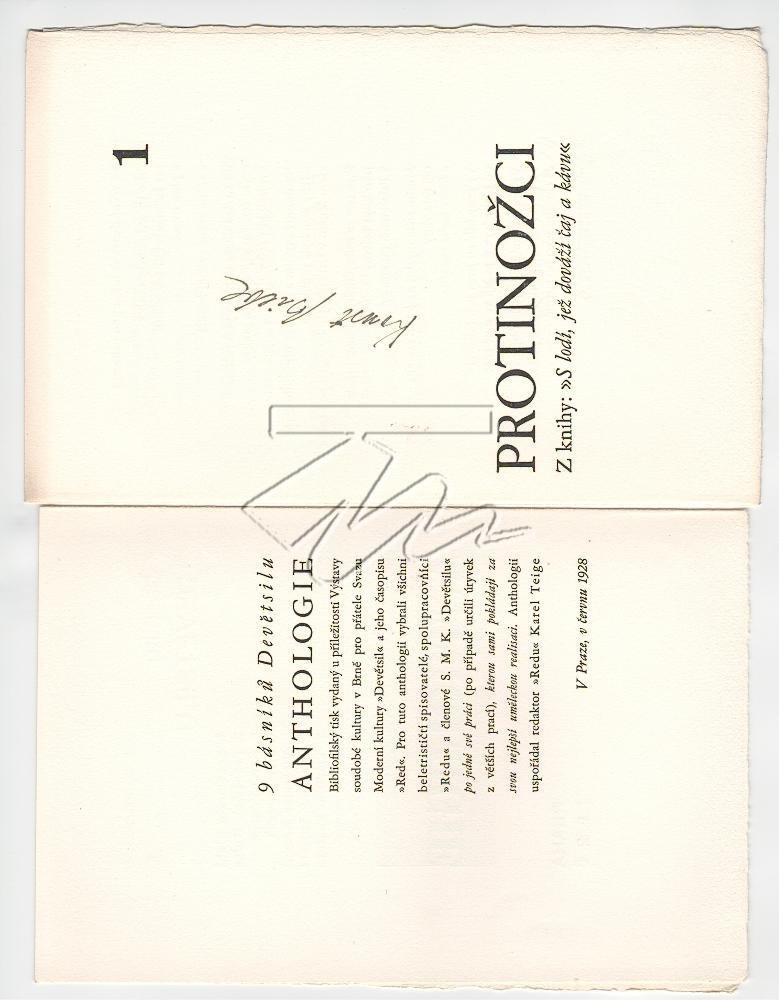 9 básníků Devětsilu
ANTHOLOGIE
Bibliofilský tisk vydaný u příležitosti Výstavy
soudobé kultury v Brně pro přátele Svazu
Moderní kultury »Devětsil« a jeho časopisu
»Red«. Pro tuto anthologii vybrali všichni
beletrističtí spisovatelé, spolupracovníci
»Redu« a členové S. M. K. »Devětsilu«
po jedné své práci (po případě určili úryvek
z větších prací), kterou sami pokládají za
svou nejlepší uměleckou realisaci. Anthologii
uspořádal redaktor »Redu« Karel Teige
V Praze, v červnu 1928
1
Konst Biebl
PROTINOŽCI
Z knihy: »S lodí, jež dováží čaj a kávu«